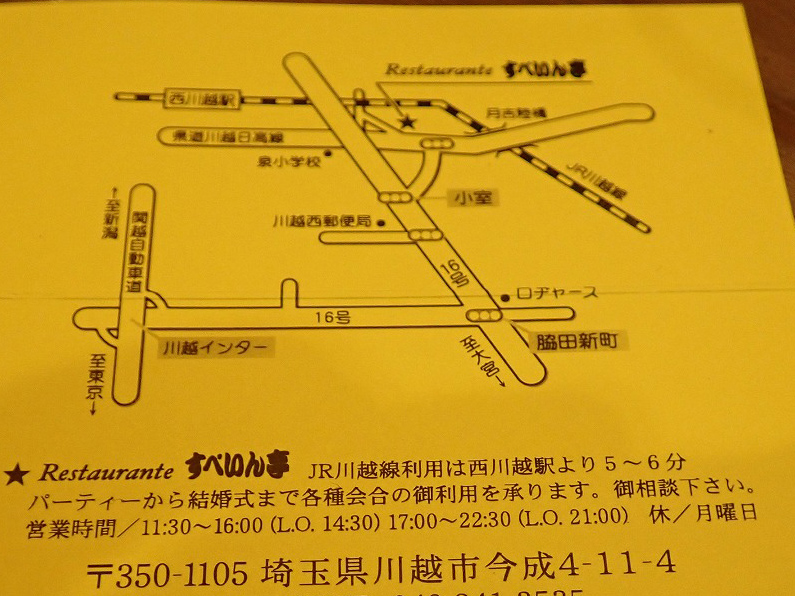 Restaurante すぺいん亭
西川越駅
月吉陸橋
県道川越日高線
泉小学校
JR川越線
小室
↑至新潟
関越自動車道
川越西郵便局
16号
ロヂャース
16号
川越インター
脇田新町
至大宮→
至東京→
★ Restaurante すぺいん亭 JR川越線利用は西川越駅より5〜6分
パーティーから結婚式まで各種会合の御利用を承ります。御相談下さい。
営業時間／11:30〜16:00 (L.O. 14:30) 17:00〜22:30 (L.O. 21:00) 休／月曜日
〒350-1105 埼玉県川越市今成4-11-4